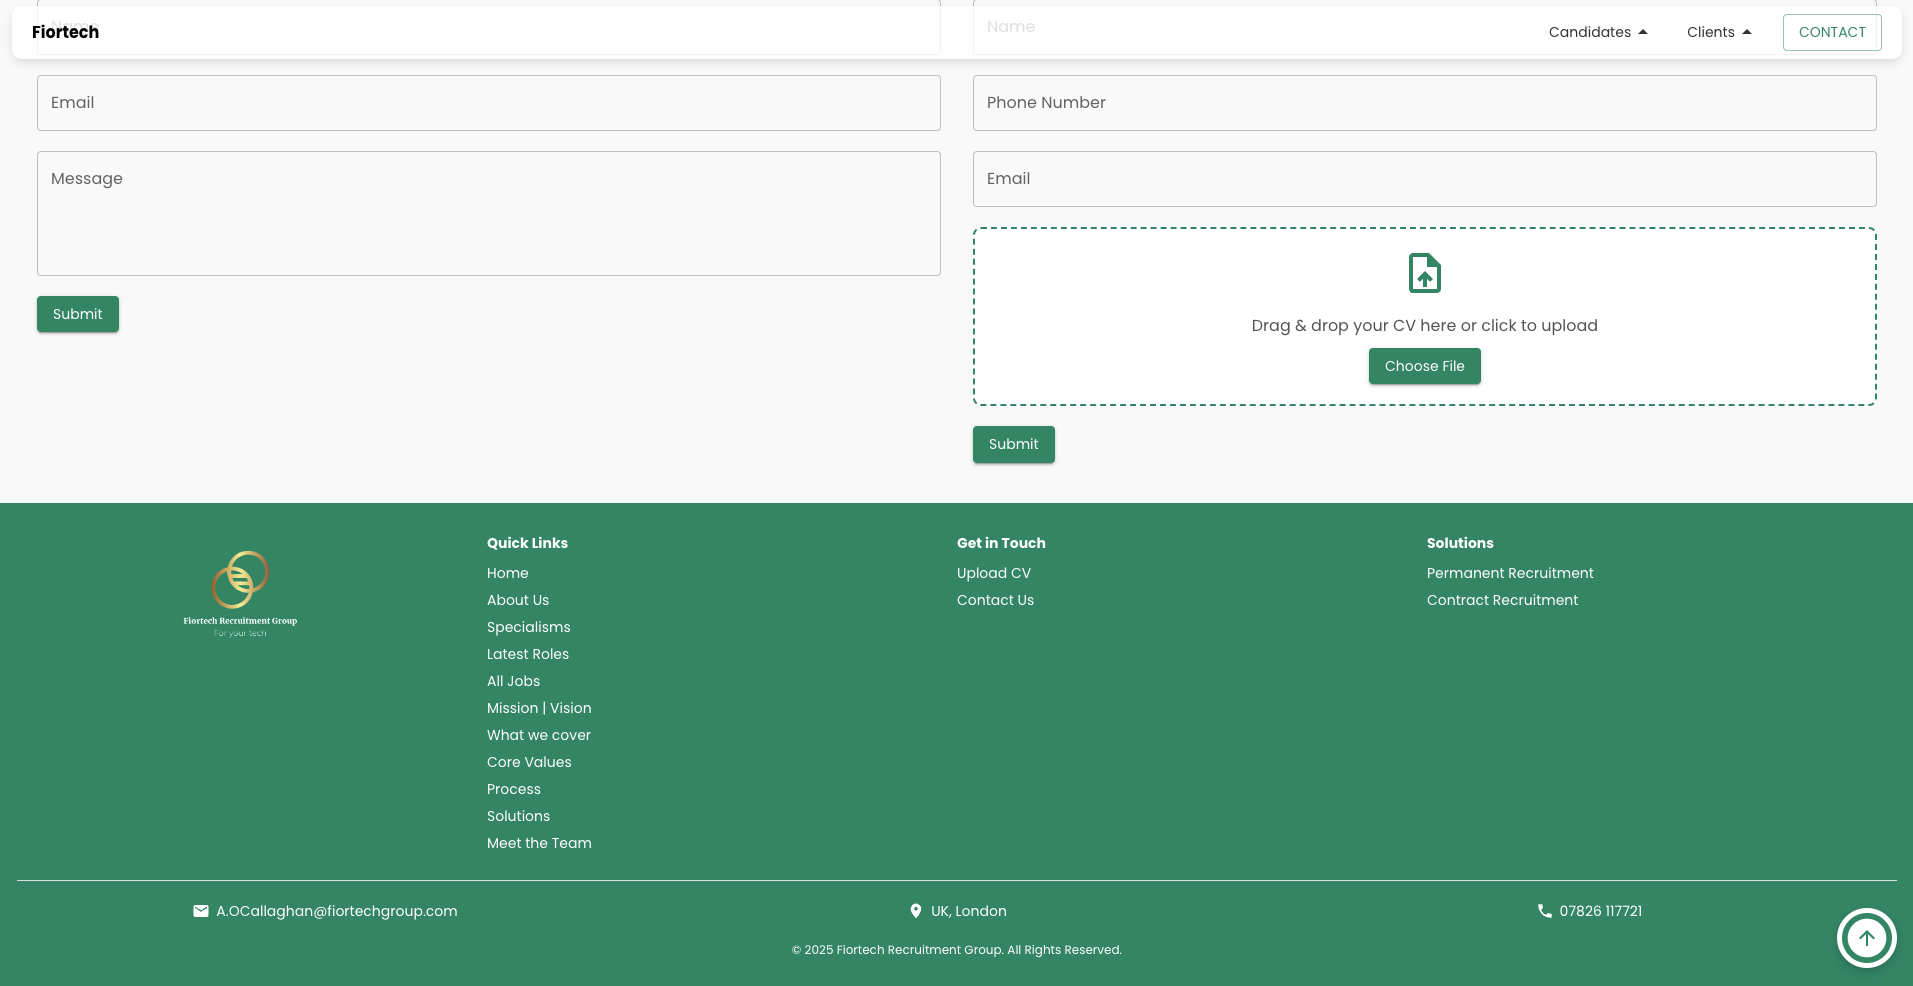 Fiortech
Candidates
Clients
CONTACT
Name
Name
Email
Message
Submit
Phone Number
Email
Drag & drop your CV here or click to upload
Choose File
Submit
Fiortech Recruitment Group
For your tech
Quick Links
Home
About Us
Specialisms
Latest Roles
All Jobs
Mission | Vision
What we cover
Core Values
Process
Solutions
Meet the Team
Get in Touch
Upload CV
Contact Us
Solutions
Permanent Recruitment
Contract Recruitment
A.OCallaghan@fiortechgroup.com
UK, London
07826 117721
© 2025 Fiortech Recruitment Group. All Rights Reserved.